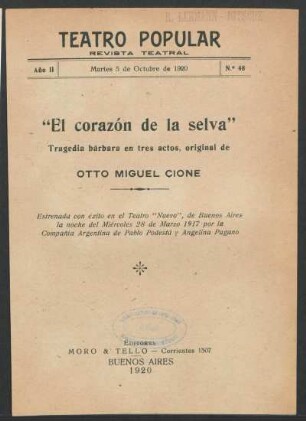 TEATRO POPULAR
REVISTA TEATRAL
Año II Martes 5 de Octubre de 1920 N.º 46
"El corazón de la selva"
Tragedia bárbara en tres actos, original de
OTTO MIGUEL CIONE
Estrenada con éxito en el Teatro "Nuevo", de Buenos Aires
la noche del Miércoles 28 de Marzo 1917 por la
Compañía Argentina de Pablo Podestá y Angelina Pagano
Editores
MORO & TELLO — Corrientes 1507
BUENOS AIRES
1920